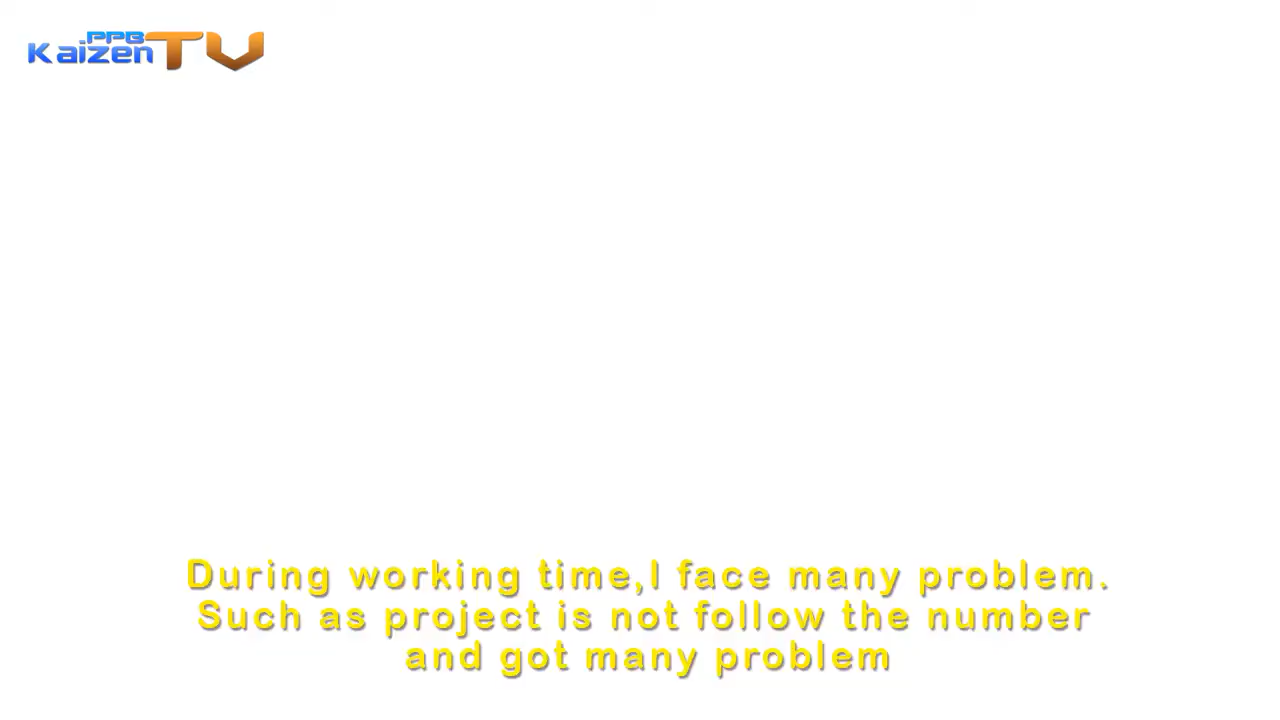 PPB
Kaizen TV
During working time,I face many problem.
Such as project is not follow the number
and got many problem